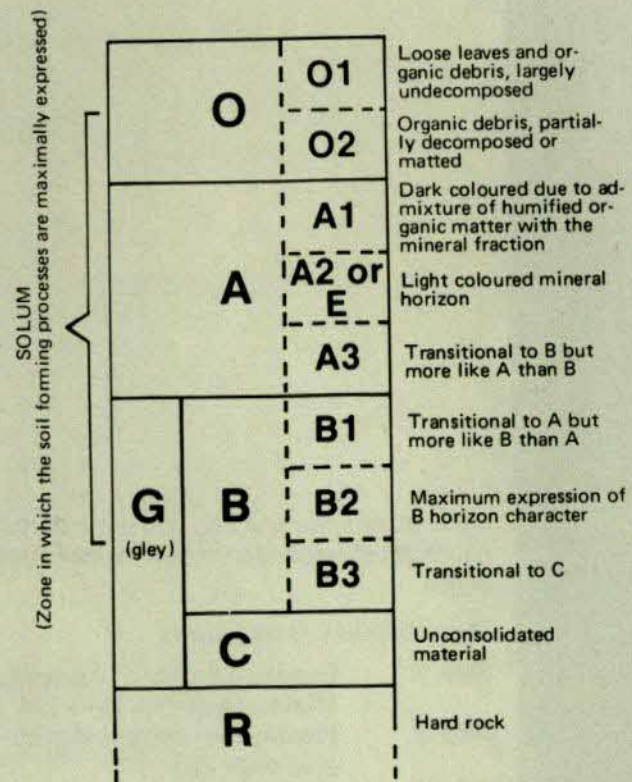 SOLUM
(Zone in which the soil forming processes are maximally expressed)
O
O1
Loose leaves and or-
ganic debris, largely
undecomposed
O2
Organic debris, partial-
ly decomposed or
matted
A
A1
Dark coloured due to ad-
mixture of humified or-
ganic matter with the
mineral fraction
A2 or
E
Light coloured mineral
horizon
A3
Transitional to B but
more like A than B
G
(gley)
B
B1
Transitional to A but
more like B than A
B2
Maximum expression of
B horizon character
B3
Transitional to C
C
Unconsolidated
material
R
Hard rock